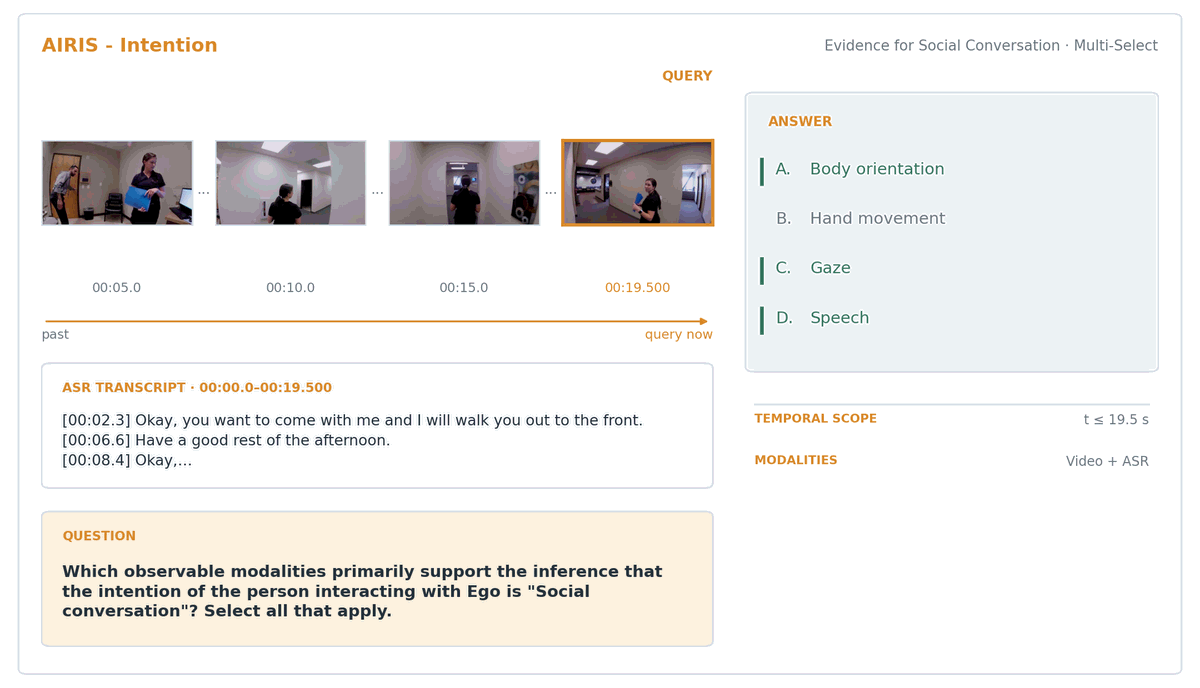 AIRIS - Intention
Evidence for Social Conversation · Multi-Select
QUERY
...
...
...
00:05.0
00:10.0
00:15.0
00:19.500
past
query now
ASR TRANSCRIPT · 00:00.0–00:19.500
[00:02.3] Okay, you want to come with me and I will walk you out to the front.
[00:06.6] Have a good rest of the afternoon.
[00:08.4] Okay,...
QUESTION
Which observable modalities primarily support the inference that
the intention of the person interacting with Ego is "Social
conversation"? Select all that apply.
ANSWER
A. Body orientation
B. Hand movement
C. Gaze
D. Speech
TEMPORAL SCOPE
t ≤ 19.5 s
MODALITIES
Video + ASR